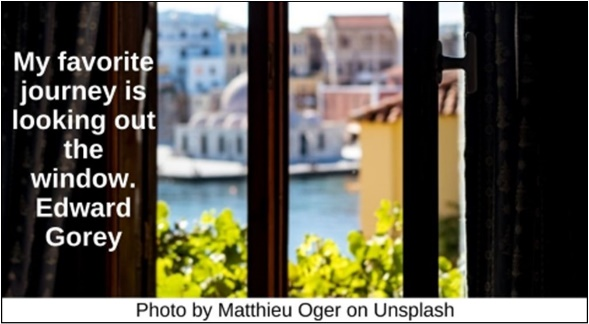 My favorite
journey is
looking out
the
window.
Edward
Gorey
Photo by Matthieu Oger on Unsplash